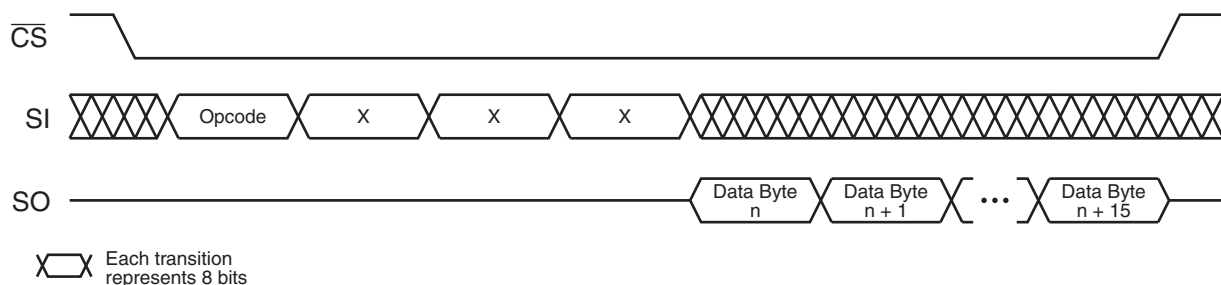 CS
SI
Opcode
X
X
X
SO
Data Byte
n
Data Byte
n + 1
•••
Data Byte
n + 15
Each transition
represents 8 bits